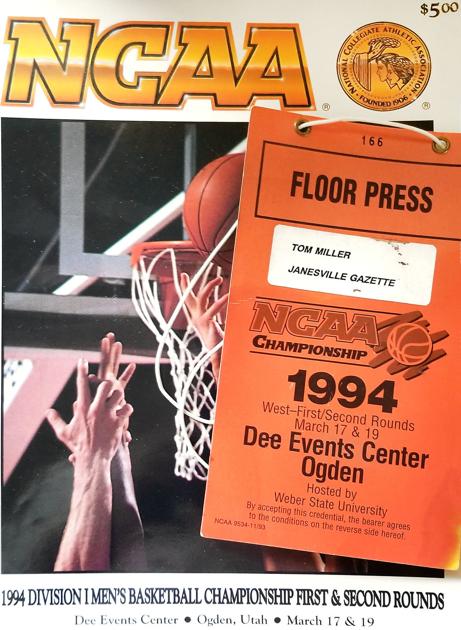 $5.00
NCAA®
NATIONAL COLLEGIATE ATHLETIC ASSOCIATION
• FOUNDED 1906 •
®
166
FLOOR PRESS
TOM MILLER
JANESVILLE GAZETTE
NCAA
CHAMPIONSHIP
1994
West–First/Second Rounds
March 17 & 19
Dee Events Center
Ogden
Hosted by
Weber State University
By accepting this credential, the bearer agrees
to the conditions on the reverse side hereof.
NCAA 9534-11/93
1994 DIVISION I MEN'S BASKETBALL CHAMPIONSHIP FIRST & SECOND ROUNDS
Dee Events Center • Ogden, Utah • March 17 & 19